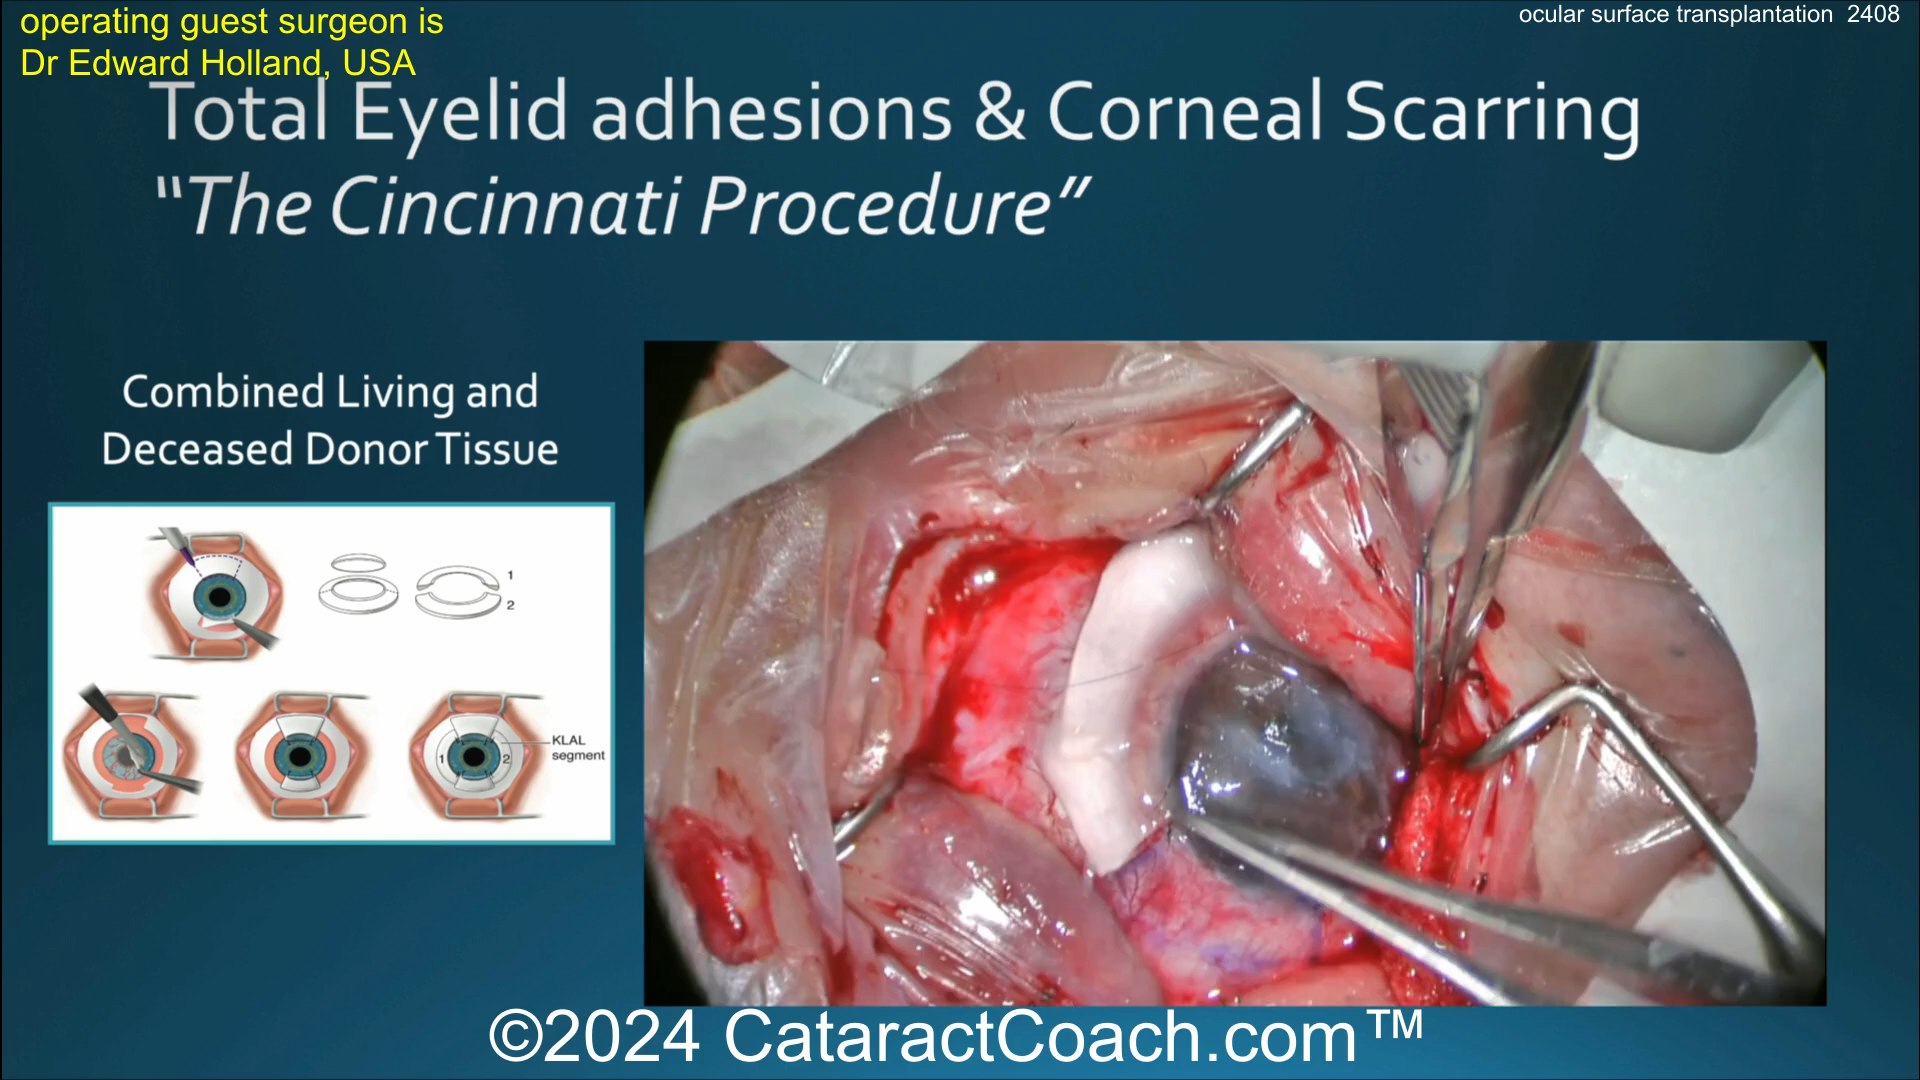 operating guest surgeon is
Dr Edward Holland, USA
ocular surface transplantation 2408
Total Eyelid adhesions & Corneal Scarring
“The Cincinnati Procedure”
Combined Living and
Deceased Donor Tissue
1
2
1
2
KLAL
segment
©2024 CataractCoach.com™